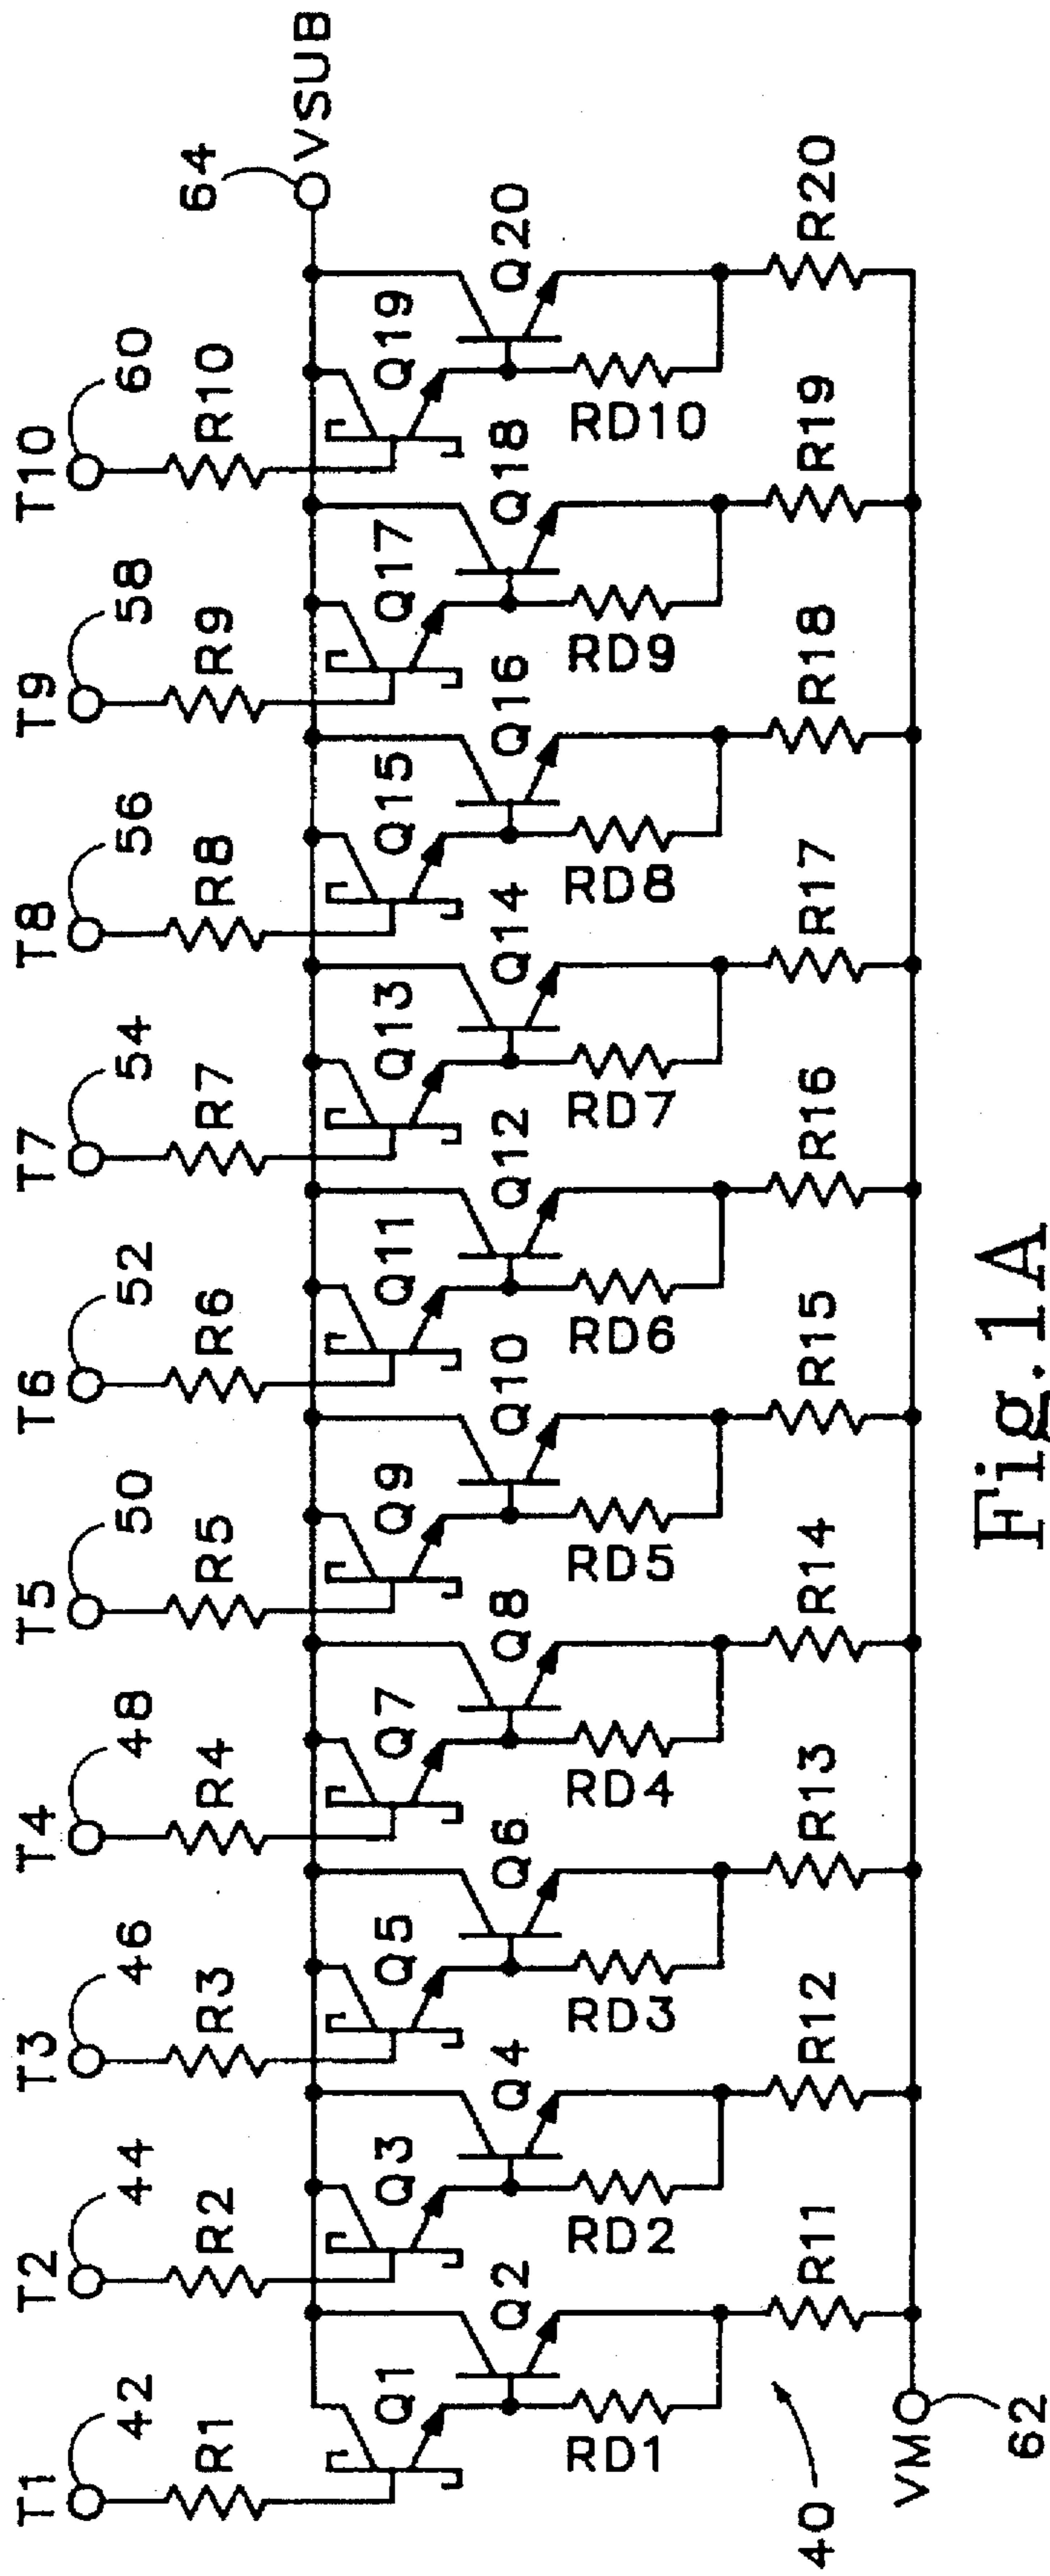 T1 T2 T3 T4 T5 T6 T7 T8 T9 T10
42 44 46 48 50 52 54 56 58 60 64
R1 R2 R3 R4 R5 R6 R7 R8 R9 R10
VSUB
Q1 Q3 Q5 Q7 Q9 Q11 Q13 Q15 Q17 Q19
Q2 Q4 Q6 Q8 Q10 Q12 Q14 Q16 Q18 Q20
RD1 RD2 RD3 RD4 RD5 RD6 RD7 RD8 RD9 RD10
40 R11 R12 R13 R14 R15 R16 R17 R18 R19 R20
VM
62
Fig.1A